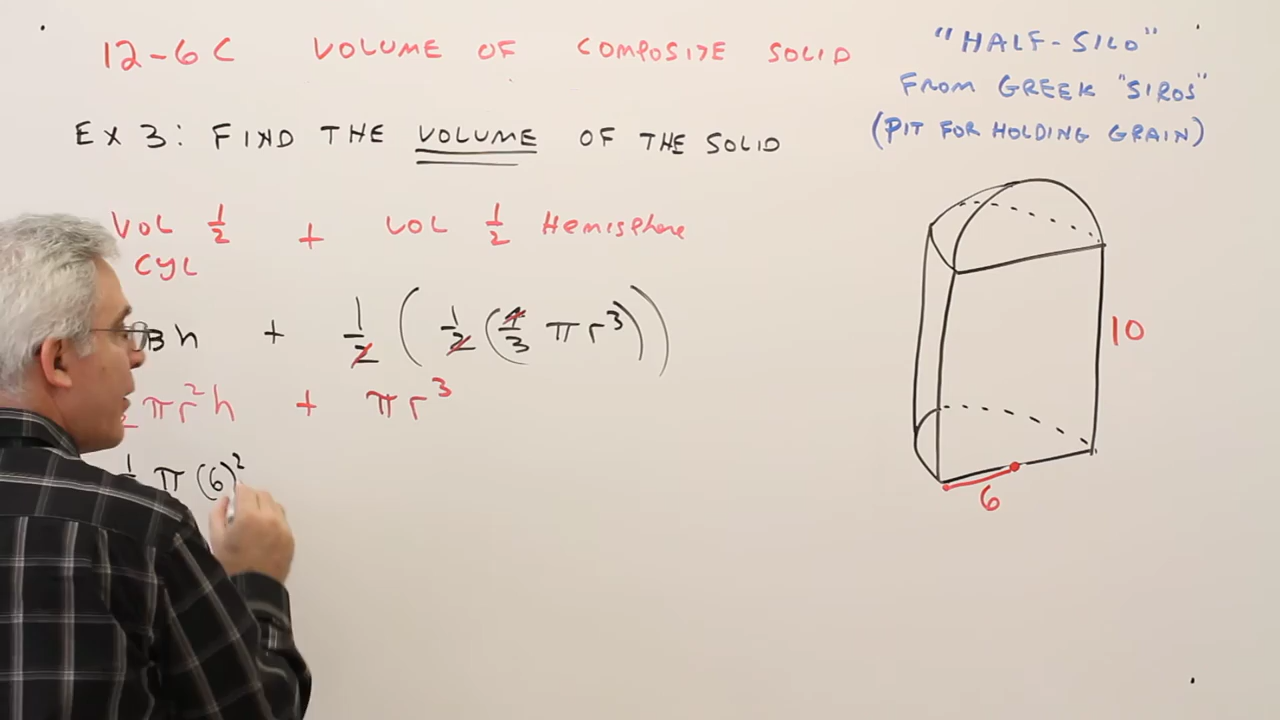 12-6C VOLUME OF COMPOSITE SOLID
"HALF-SILO"
FROM GREEK "SIROS"
(PIT FOR HOLDING GRAIN)
EX 3: FIND THE VOLUME OF THE SOLID
VOL 1/2 CYL + VOL 1/2 Hemisphere
Bh + 1/2 (1/2 (4/3 πr³))
πr²h + πr³
π(6)²
10
6